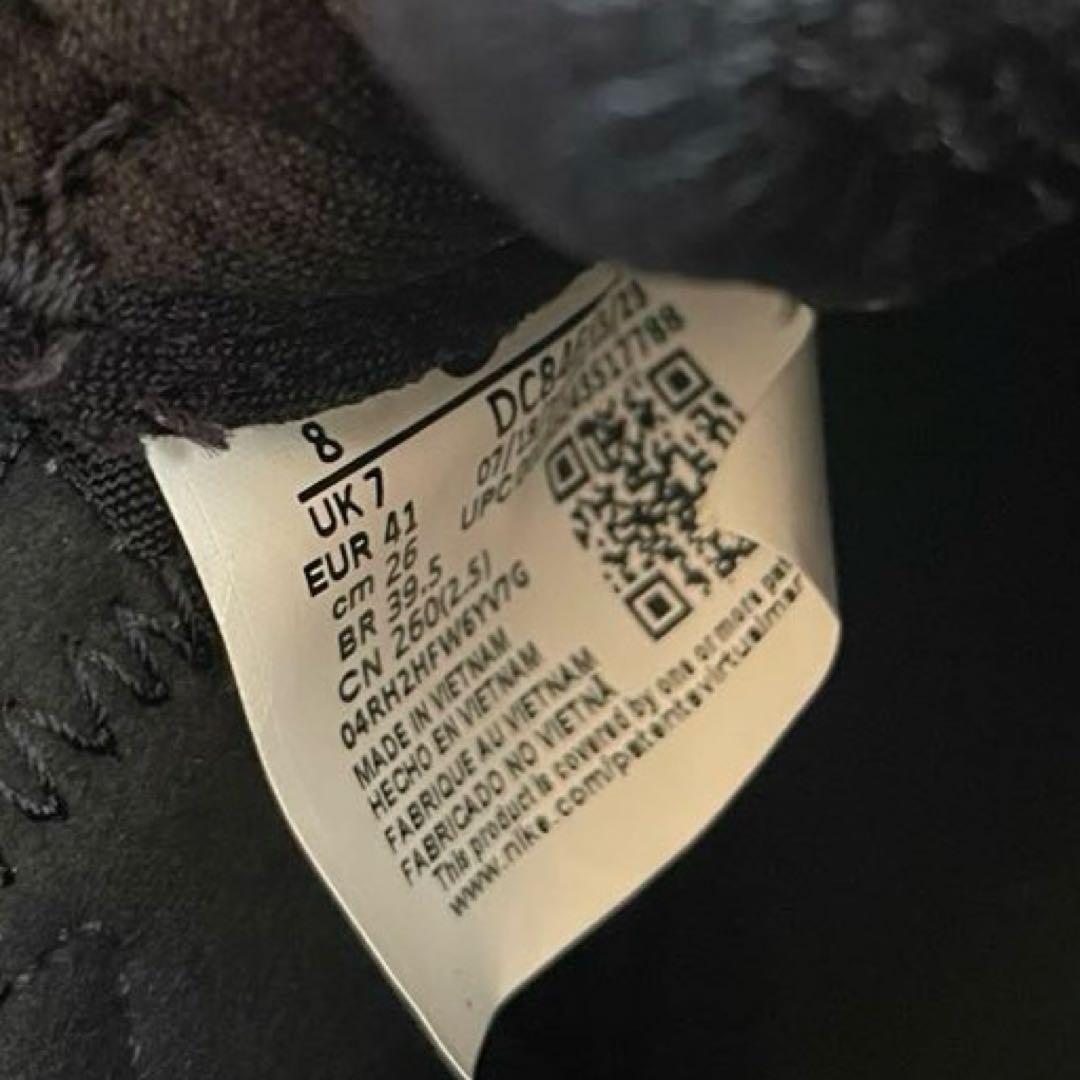 8
UK 7
EUR 41
cm 26
BR 39.5
CN 260(2.5)
04RH2HFW6YV7G
MADE IN VIETNAM
HECHO EN VIETNAM
FABRIQUE AU VIETNAM
FABRICADO NO VIETNÃ
This product is covered by one or more
www.nike.com/patentsvirtualmar
UPC